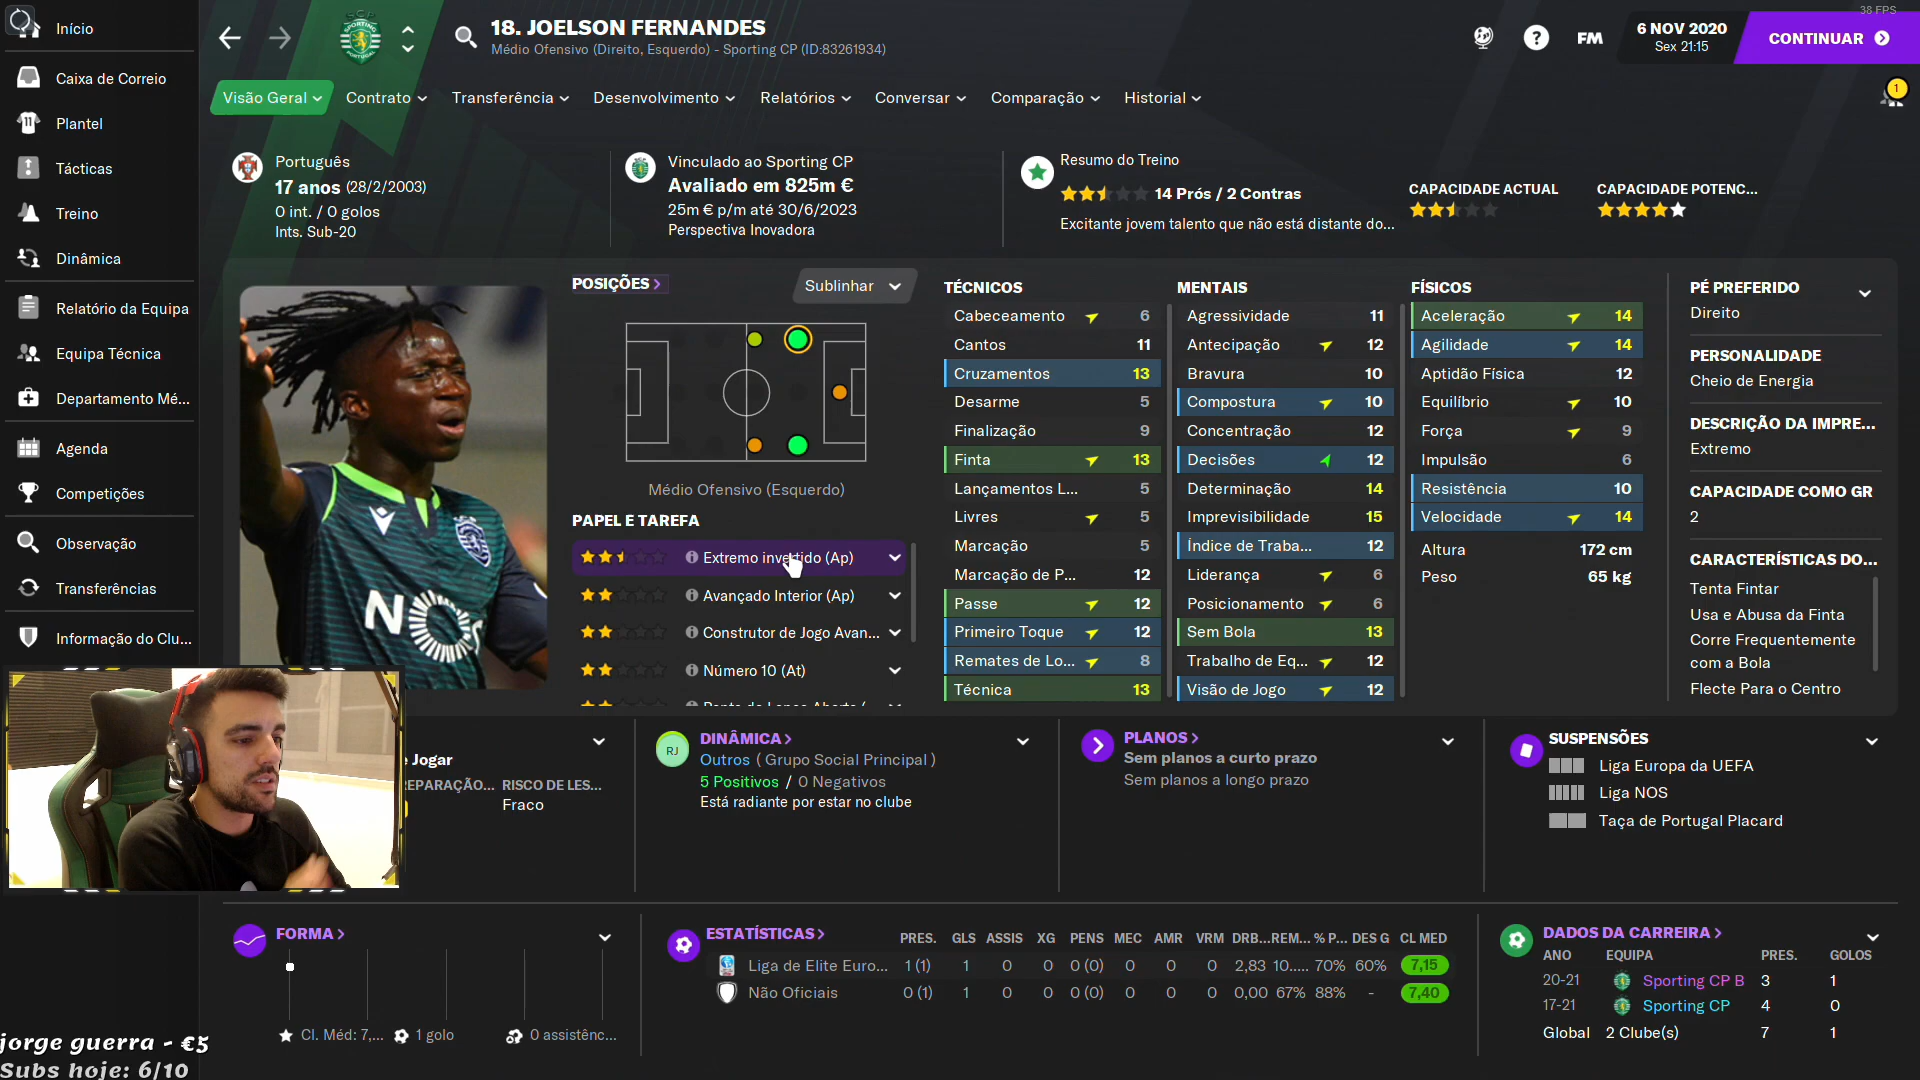 38 FPS
Início
18. JOELSON FERNANDES
Médio Ofensivo (Direito, Esquerdo) - Sporting CP (ID:83261934)
FM
6 NOV 2020
Sex 21:15
CONTINUAR
Caixa de Correio
Plantel
Tácticas
Treino
Dinâmica
Relatório da Equipa
Equipa Técnica
Departamento Mé...
Agenda
Competições
Observação
Transferências
Informação do Clu...
Visão Geral
Contrato
Transferência
Desenvolvimento
Relatórios
Conversar
Comparação
Historial
1
Português
17 anos (28/2/2003)
0 int. / 0 golos
Ints. Sub-20
Vinculado ao Sporting CP
Avaliado em 825m €
25m € p/m até 30/6/2023
Perspectiva Inovadora
Resumo do Treino
14 Prós / 2 Contras
Excitante jovem talento que não está distante do...
CAPACIDADE ACTUAL
CAPACIDADE POTENC...
POSIÇÕES
Sublinhar
Médio Ofensivo (Esquerdo)
PAPEL E TAREFA
Extremo invertido (Ap)
Avançado Interior (Ap)
Construtor de Jogo Avan...
Número 10 (At)
TÉCNICOS
Cabeceamento 6
Cantos 11
Cruzamentos 13
Desarme 5
Finalização 9
Finta 13
Lançamentos L... 5
Livres 5
Marcação 5
Marcação de P... 12
Passe 12
Primeiro Toque 12
Remates de Lo... 8
Técnica 13
MENTAIS
Agressividade 11
Antecipação 12
Bravura 10
Compostura 10
Concentração 12
Decisões 12
Determinação 14
Imprevisibilidade 15
Índice de Traba... 12
Liderança 6
Posicionamento 6
Sem Bola 13
Trabalho de Eq... 12
Visão de Jogo 12
FÍSICOS
Aceleração 14
Agilidade 14
Aptidão Física 12
Equilíbrio 10
Força 9
Impulsão 6
Resistência 10
Velocidade 14
Altura 172 cm
Peso 65 kg
PÉ PREFERIDO
Direito
PERSONALIDADE
Cheio de Energia
DESCRIÇÃO DA IMPRE...
Extremo
CAPACIDADE COMO GR
2
CARACTERÍSTICAS DO...
Tenta Fintar
Usa e Abusa da Finta
Corre Frequentemente
com a Bola
Flecte Para o Centro
NOS
e Jogar
REPARAÇÃO...
RISCO DE LES...
Fraco
RJ
DINÂMICA
Outros ( Grupo Social Principal )
5 Positivos / 0 Negativos
Está radiante por estar no clube
PLANOS
Sem planos a curto prazo
Sem planos a longo prazo
SUSPENSÕES
Liga Europa da UEFA
Liga NOS
Taça de Portugal Placard
FORMA
Cl. Méd: 7,...
1 golo
0 assistênc...
ESTATÍSTICAS PRES. GLS ASSIS XG PENS MEC AMR VRM DRB...REM... % P... DES G CL MED
Liga de Elite Euro... 1 (1) 1 0 0 0 (0) 0 0 0 2,83 10.... 70% 60% 7,15
Não Oficiais 0 (1) 1 0 0 0 (0) 0 0 0 0,00 67% 88% - 7,40
DADOS DA CARREIRA
ANO EQUIPA PRES. GOLOS
20-21 Sporting CP B 3 1
17-21 Sporting CP 4 0
Global 2 Clube(s) 7 1
jorge guerra - €5
Subs hoje: 6/10